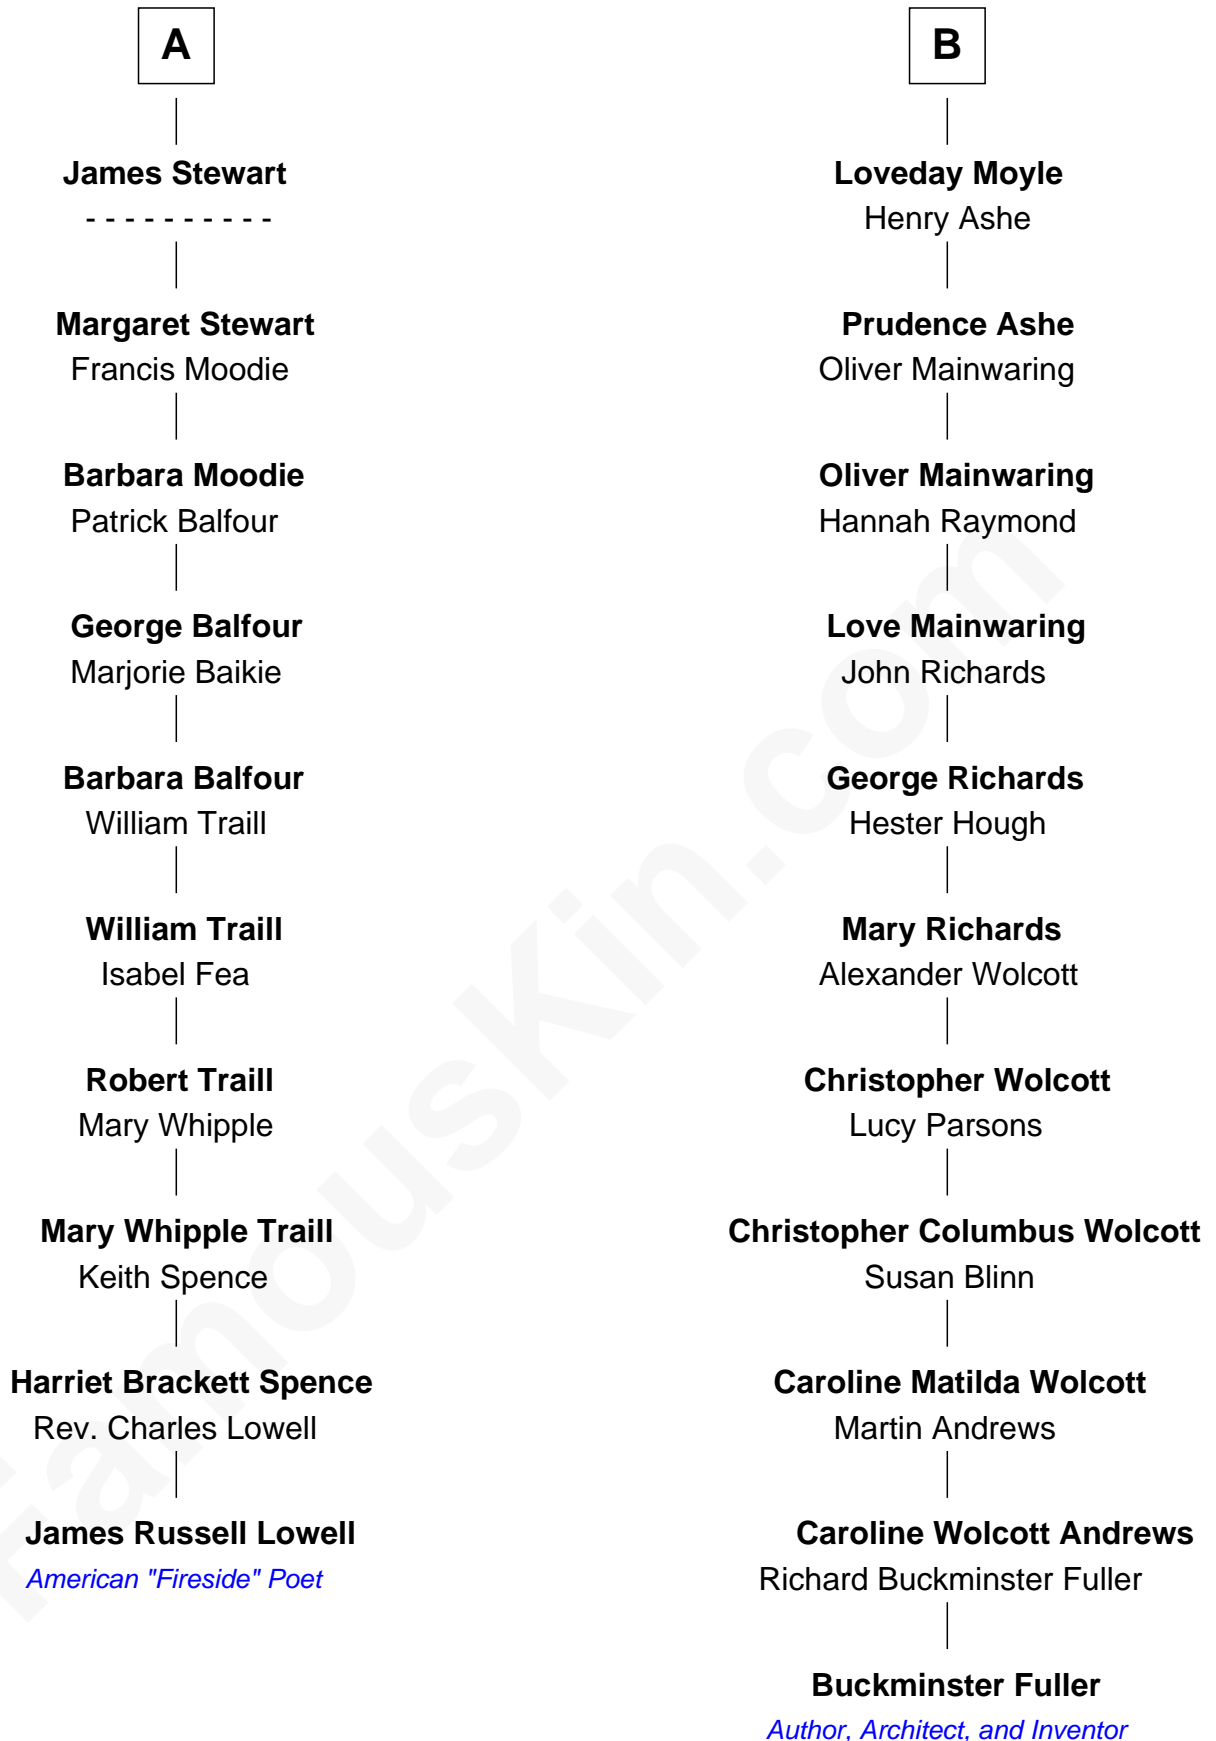 A
James Stewart
- - - - - - - - - -
Margaret Stewart
Francis Moodie
Barbara Moodie
Patrick Balfour
George Balfour
Marjorie Baikie
Barbara Balfour
William Traill
William Traill
Isabel Fea
Robert Traill
Mary Whipple
Mary Whipple Traill
Keith Spence
Harriet Brackett Spence
Rev. Charles Lowell
James Russell Lowell
American "Fireside" Poet
B
Loveday Moyle
Henry Ashe
Prudence Ashe
Oliver Mainwaring
Oliver Mainwaring
Hannah Raymond
Love Mainwaring
John Richards
George Richards
Hester Hough
Mary Richards
Alexander Wolcott
Christopher Wolcott
Lucy Parsons
Christopher Columbus Wolcott
Susan Blinn
Caroline Matilda Wolcott
Martin Andrews
Caroline Wolcott Andrews
Richard Buckminster Fuller
Buckminster Fuller
Author, Architect, and Inventor
FamousKin.com